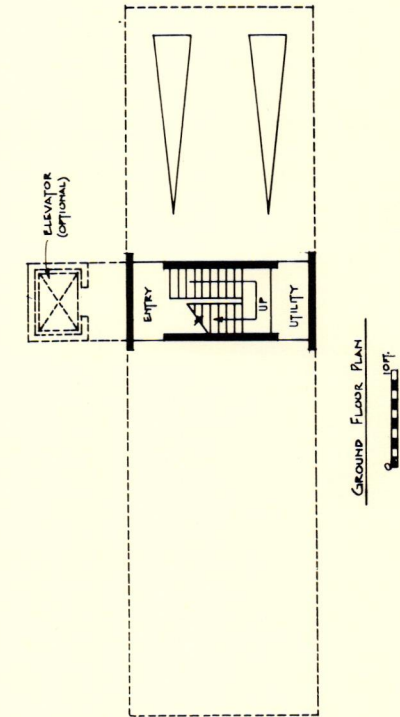 ELEVATOR
(OPTIONAL)
ENTRY
UP
UTILITY
GROUND FLOOR PLAN
0 10FT.